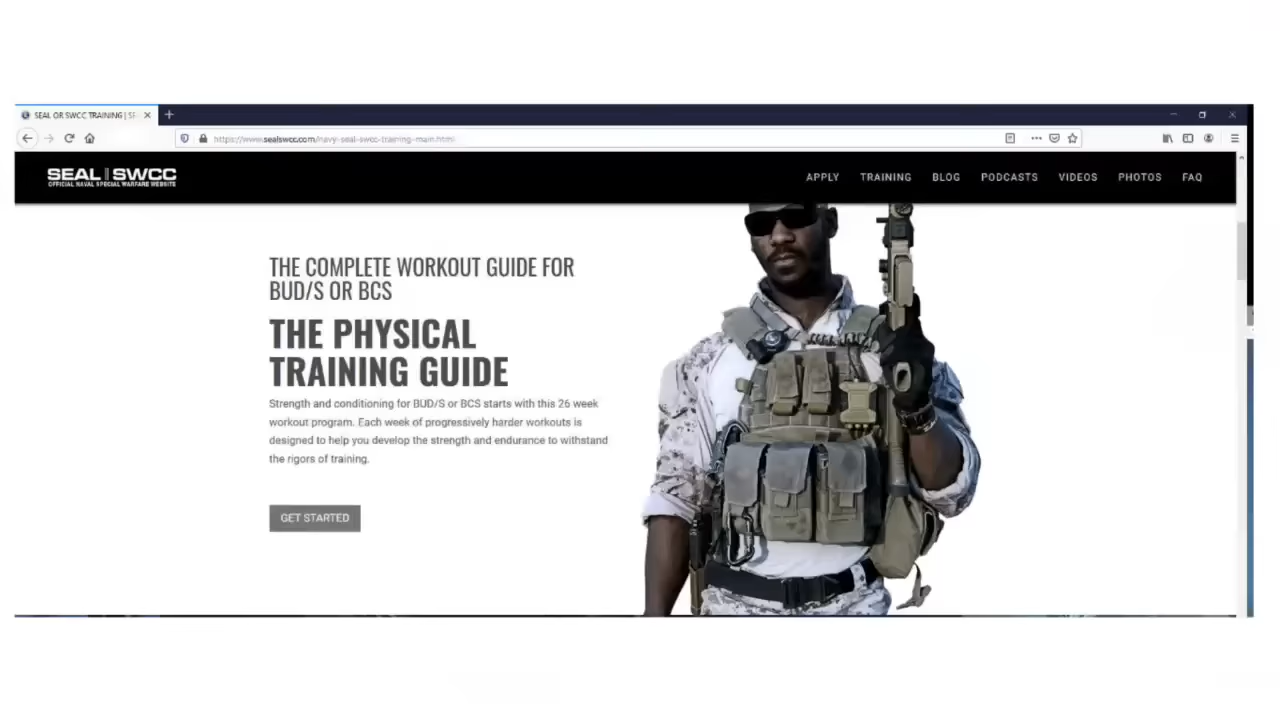 SEAL OR SWCC TRAINING | SE
https://www.sealswcc.com/navy-seal-swcc-training-main.html
SEAL SWCC
OFFICIAL NAVAL SPECIAL WARFARE WEBSITE
APPLY TRAINING BLOG PODCASTS VIDEOS PHOTOS FAQ
THE COMPLETE WORKOUT GUIDE FOR
BUD/S OR BCS
THE PHYSICAL
TRAINING GUIDE
Strength and conditioning for BUD/S or BCS starts with this 26 week
workout program. Each week of progressively harder workouts is
designed to help you develop the strength and endurance to withstand
the rigors of training.
GET STARTED